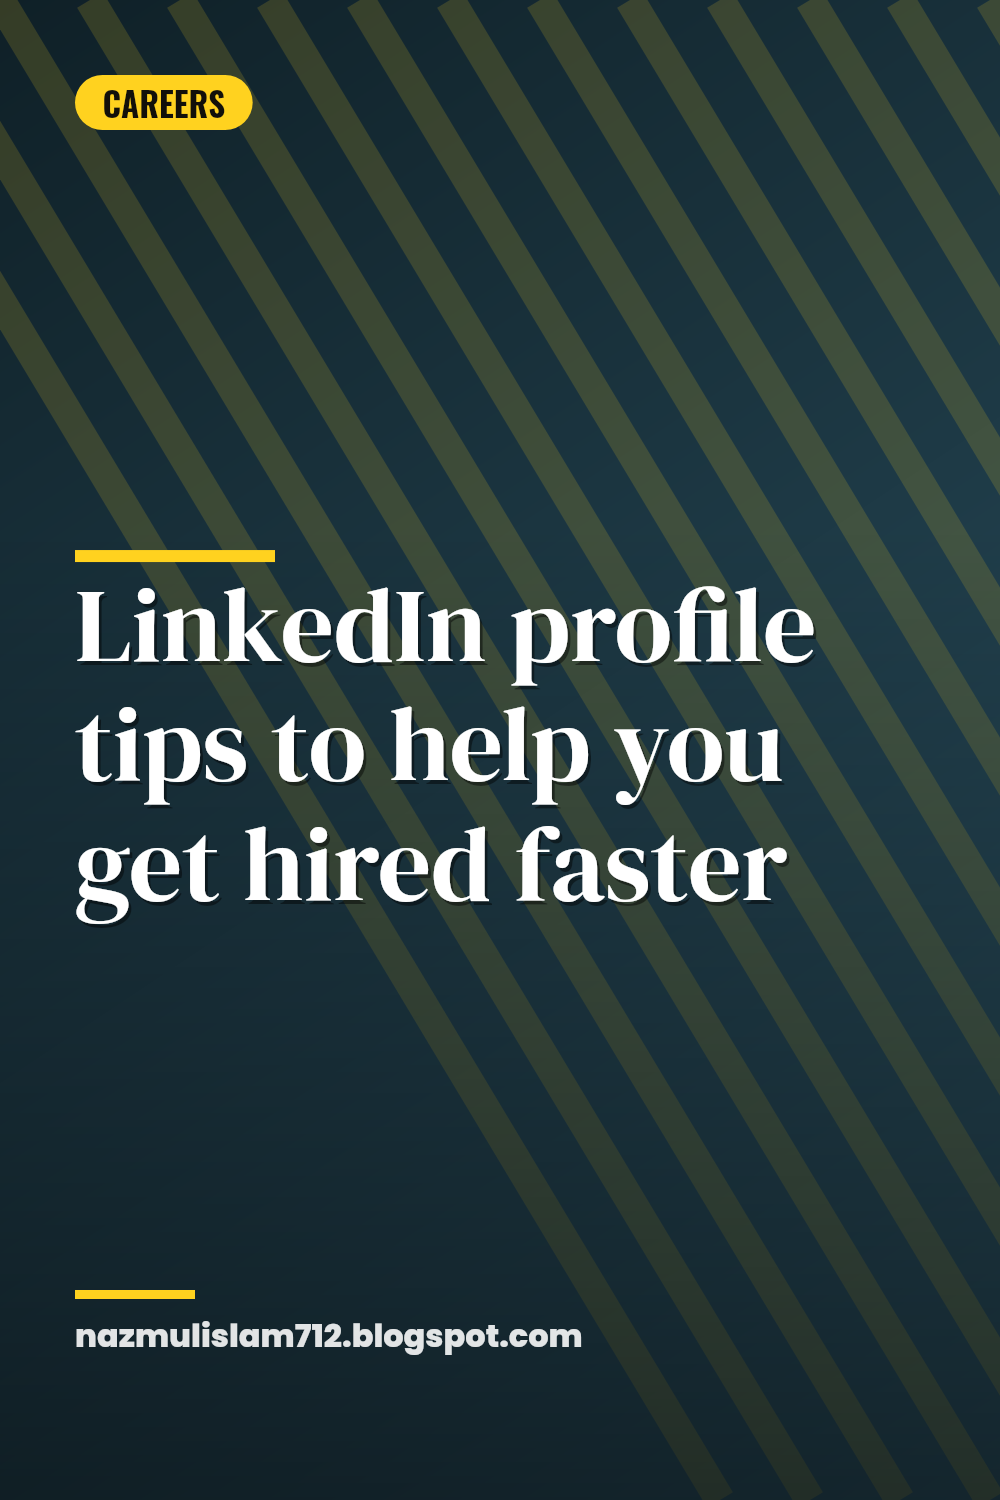 CAREERS
LinkedIn profile
tips to help you
get hired faster
nazmulislam712.blogspot.com